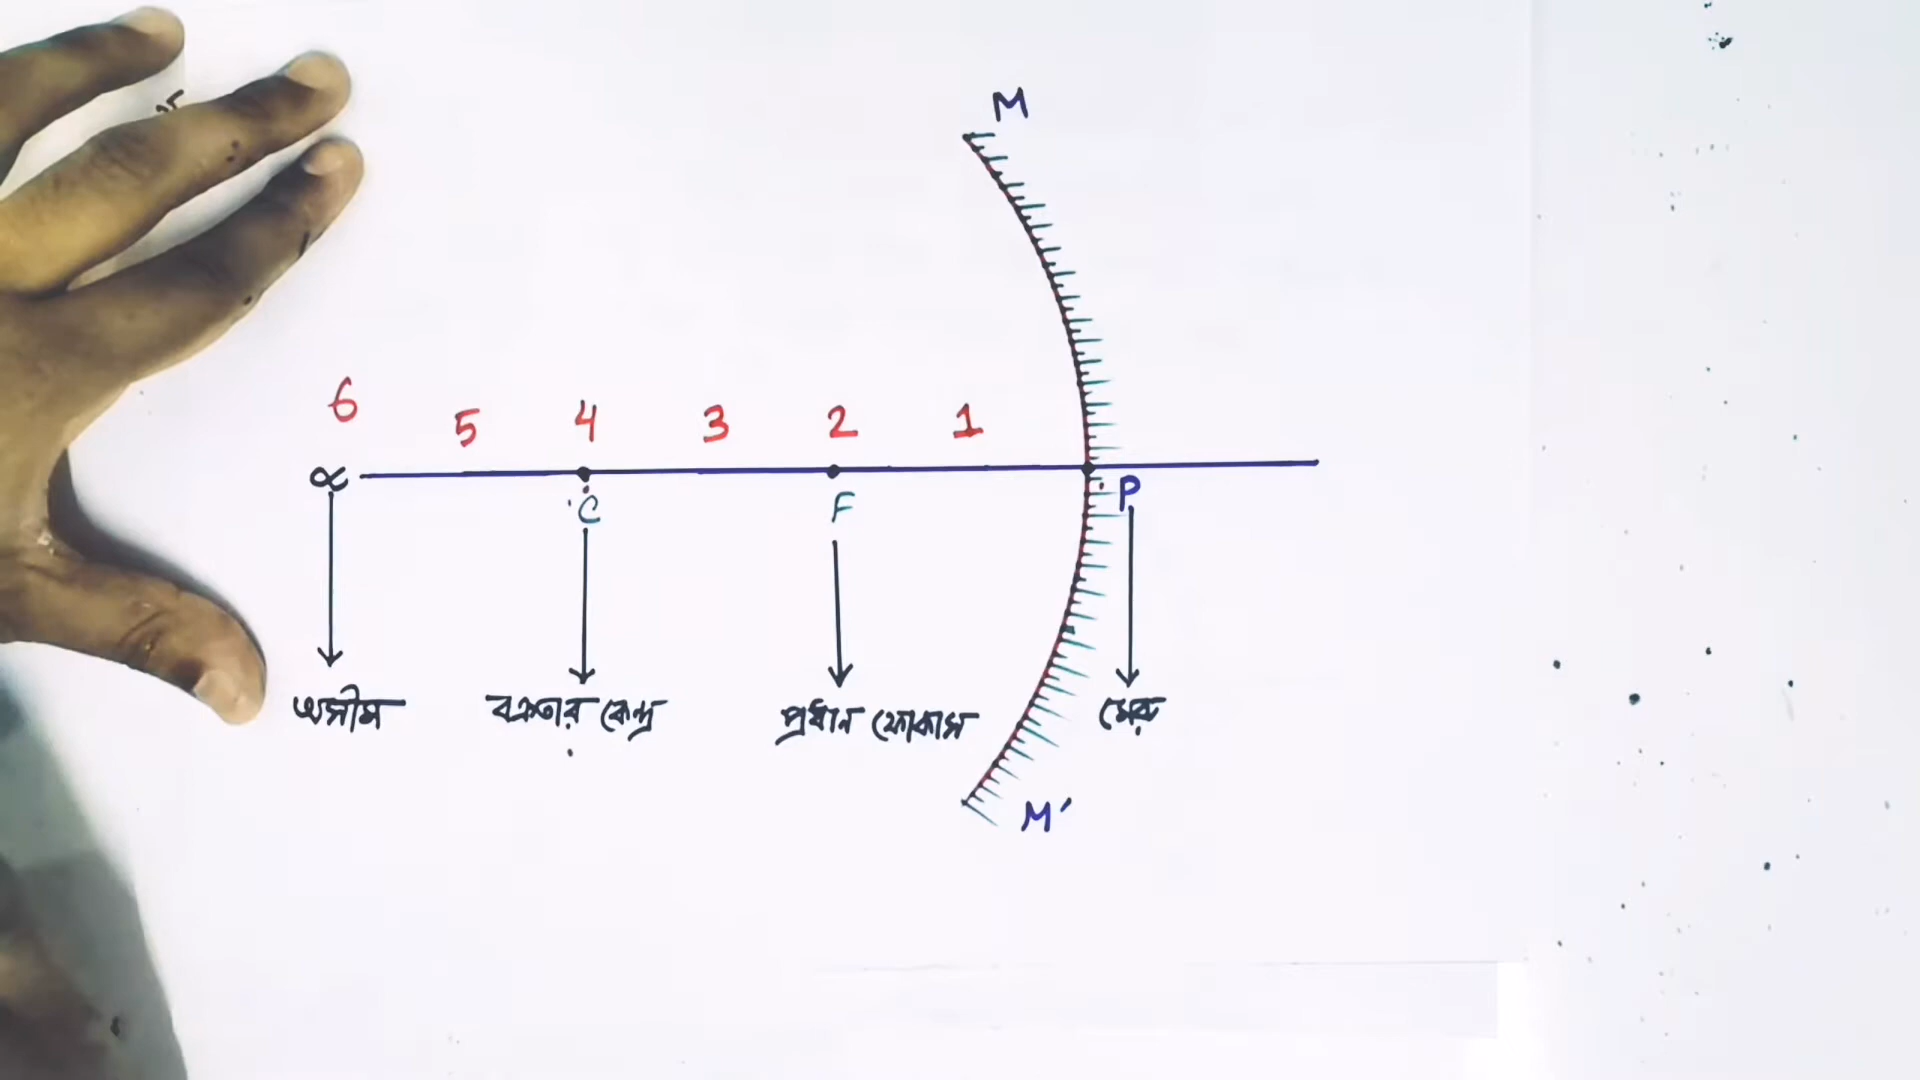 M
6 5 4 3 2 1
∝ C F P
অসীম বক্রতার কেন্দ্র প্রধান ফোকাস মেরু
M′